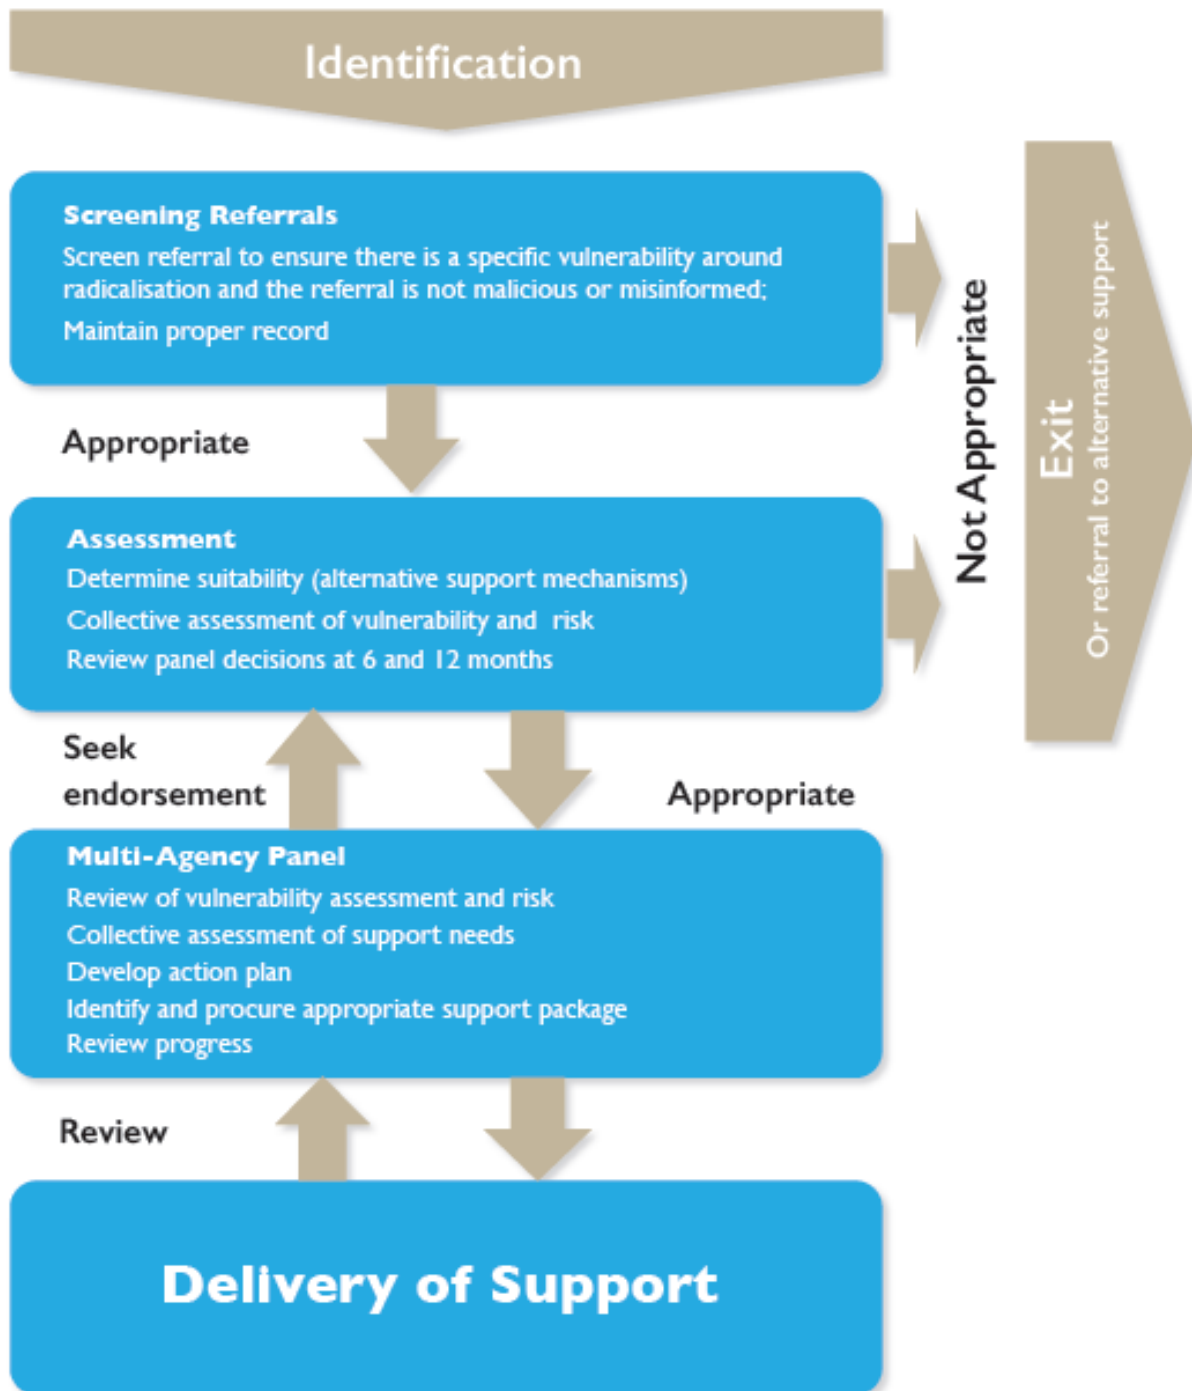 Identification
Screening Referrals
Screen referral to ensure there is a specific vulnerability around
radicalisation and the referral is not malicious or misinformed;
Maintain proper record
Appropriate
Not Appropriate
Exit
Or referral to alternative support
Assessment
Determine suitability (alternative support mechanisms)
Collective assessment of vulnerability and risk
Review panel decisions at 6 and 12 months
Seek
endorsement
Appropriate
Multi-Agency Panel
Review of vulnerability assessment and risk
Collective assessment of support needs
Develop action plan
Identify and procure appropriate support package
Review progress
Review
Delivery of Support